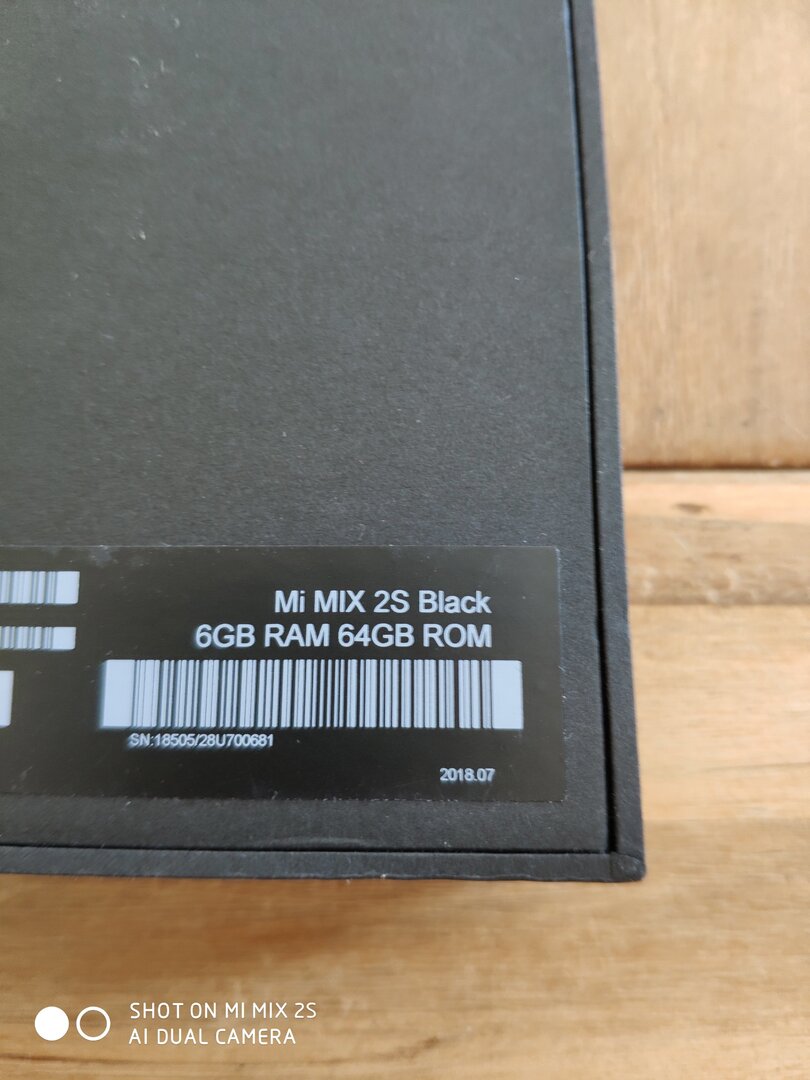 Mi MIX 2S Black
6GB RAM 64GB ROM
SN:18505/28U700681
2018.07
SHOT ON MI MIX 2S
AI DUAL CAMERA